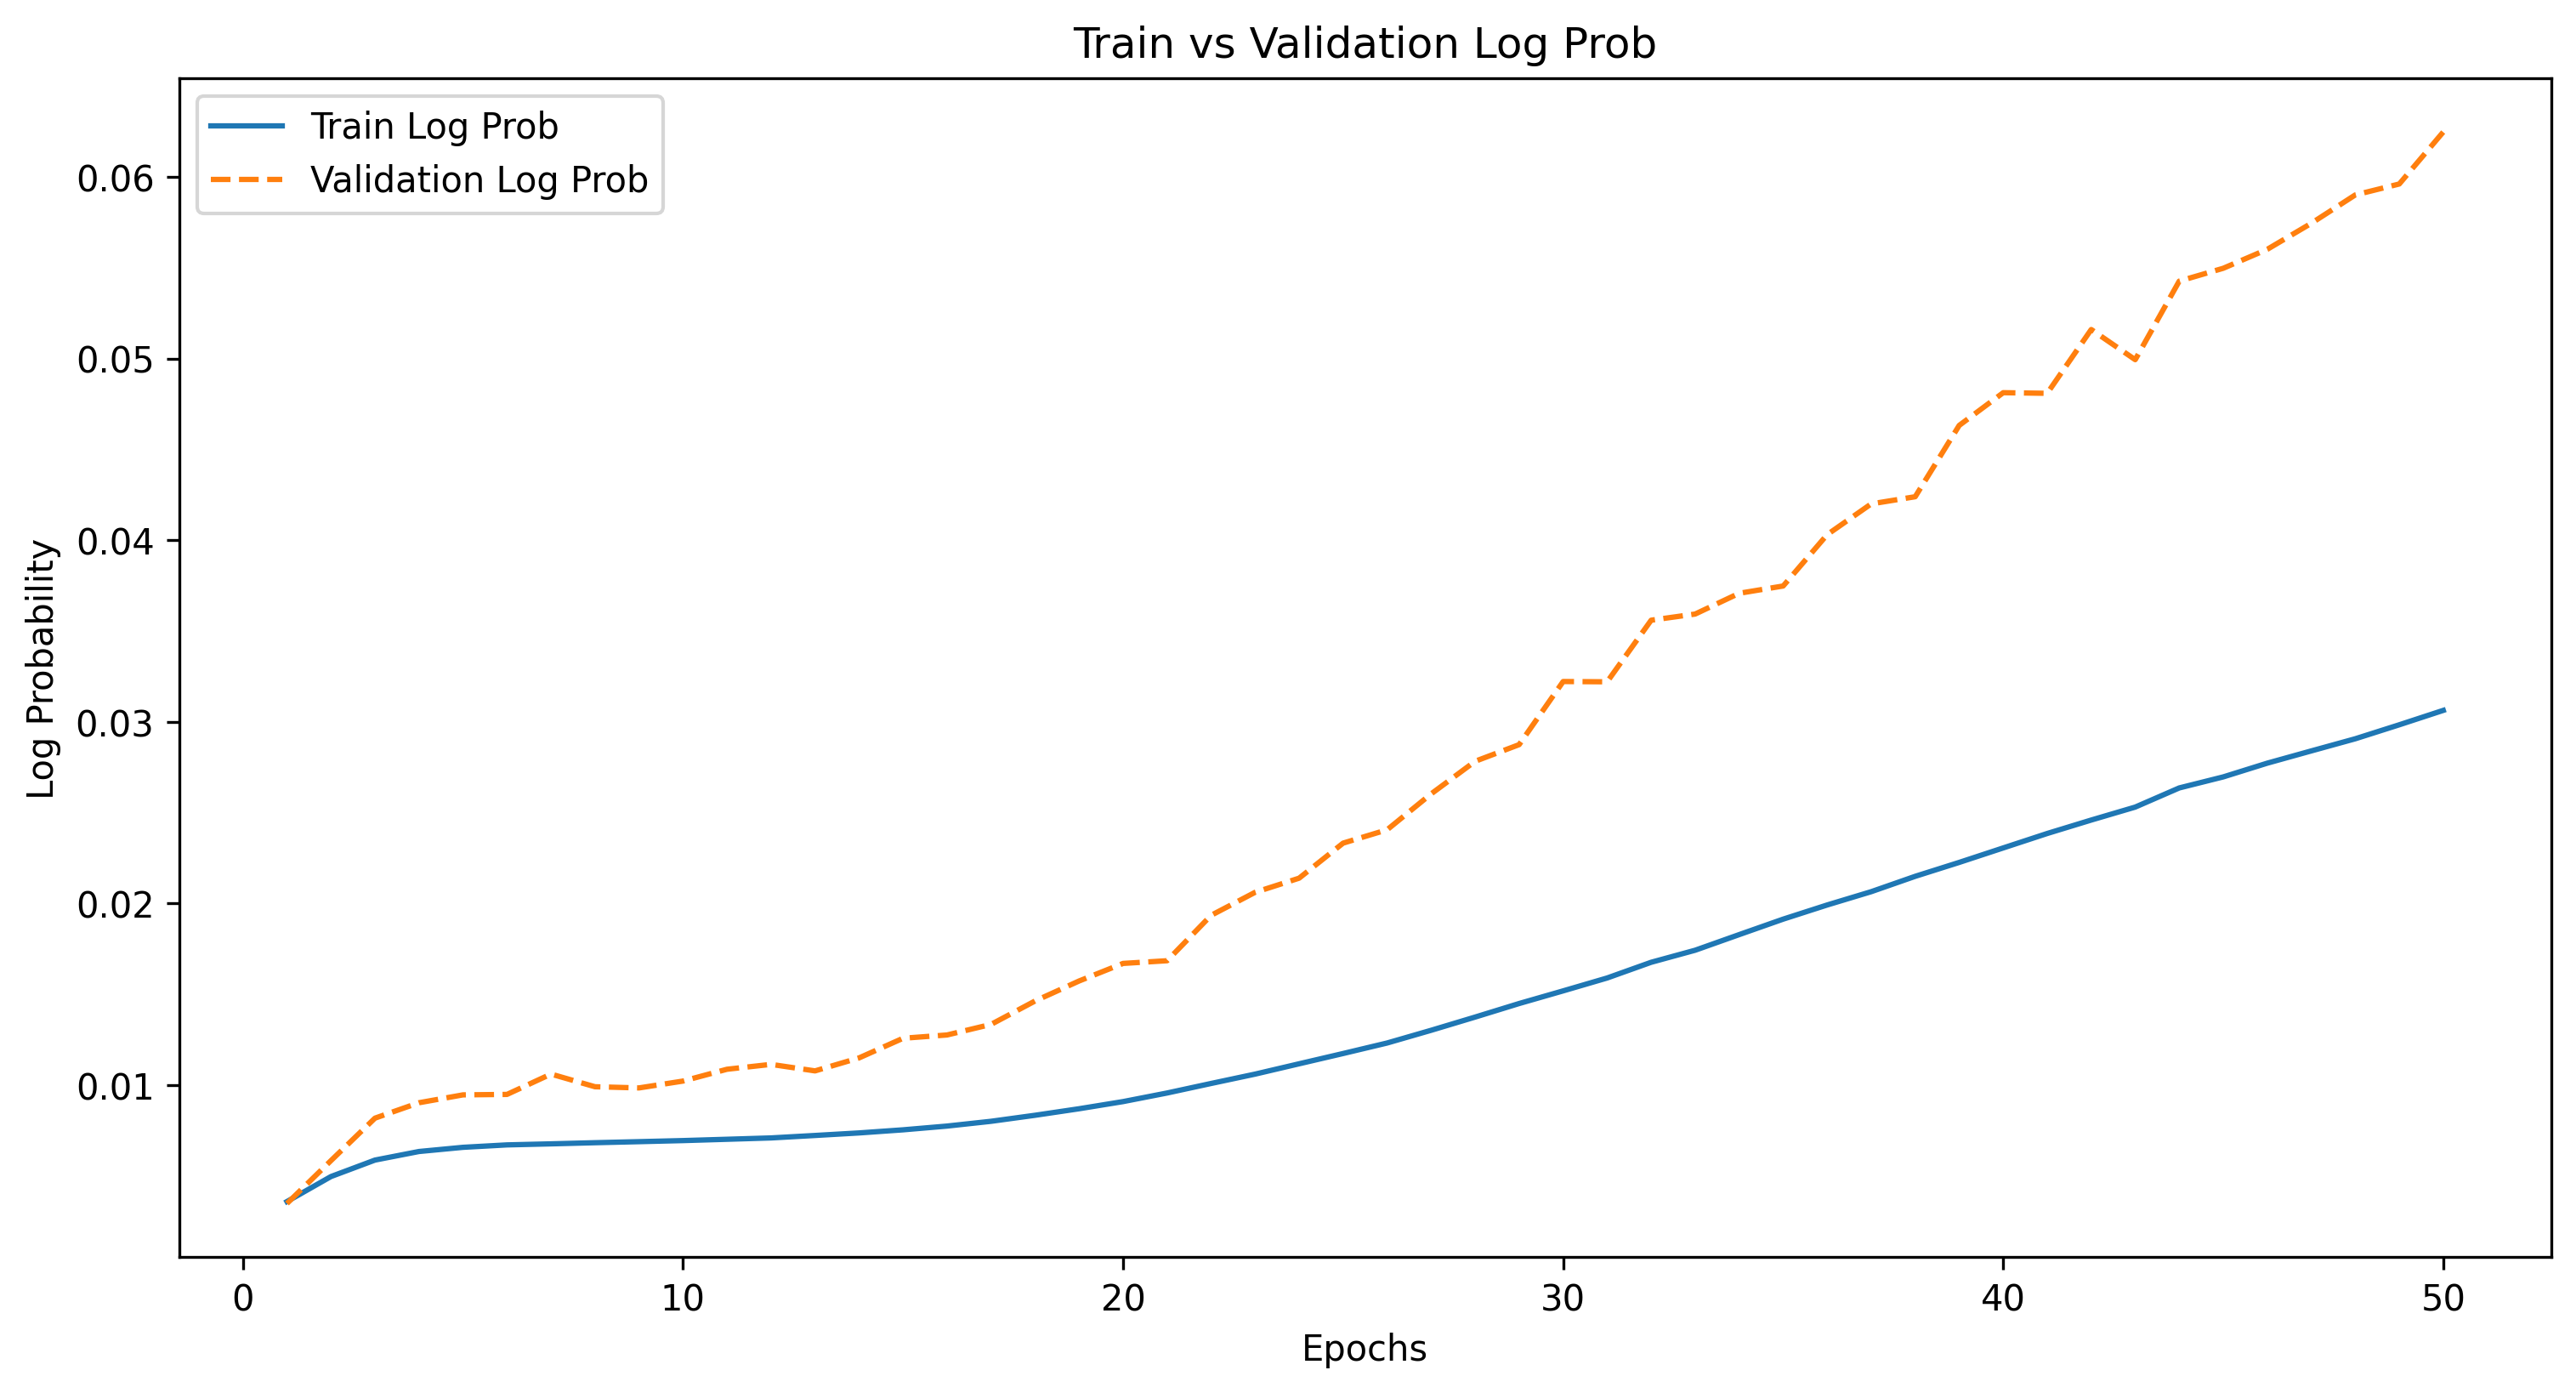 Train vs Validation Log Prob
Train Log Prob
Validation Log Prob
0.06
0.05
0.04
0.03
0.02
0.01
Log Probability
0 10 20 30 40 50
Epochs